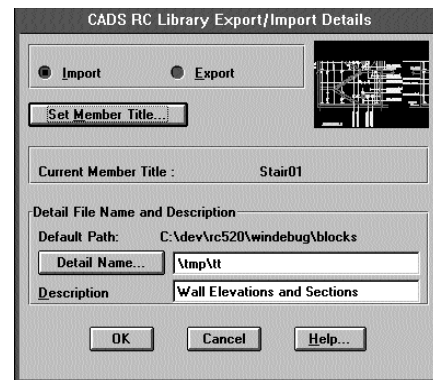 CADS RC Library Export/Import Details
Import Export
Set Member Title...
Current Member Title : Stair01
Detail File Name and Description
Default Path: C:\dev\rc520\windebug\blocks
Detail Name... \tmp\tt
Description Wall Elevations and Sections
OK Cancel Help...